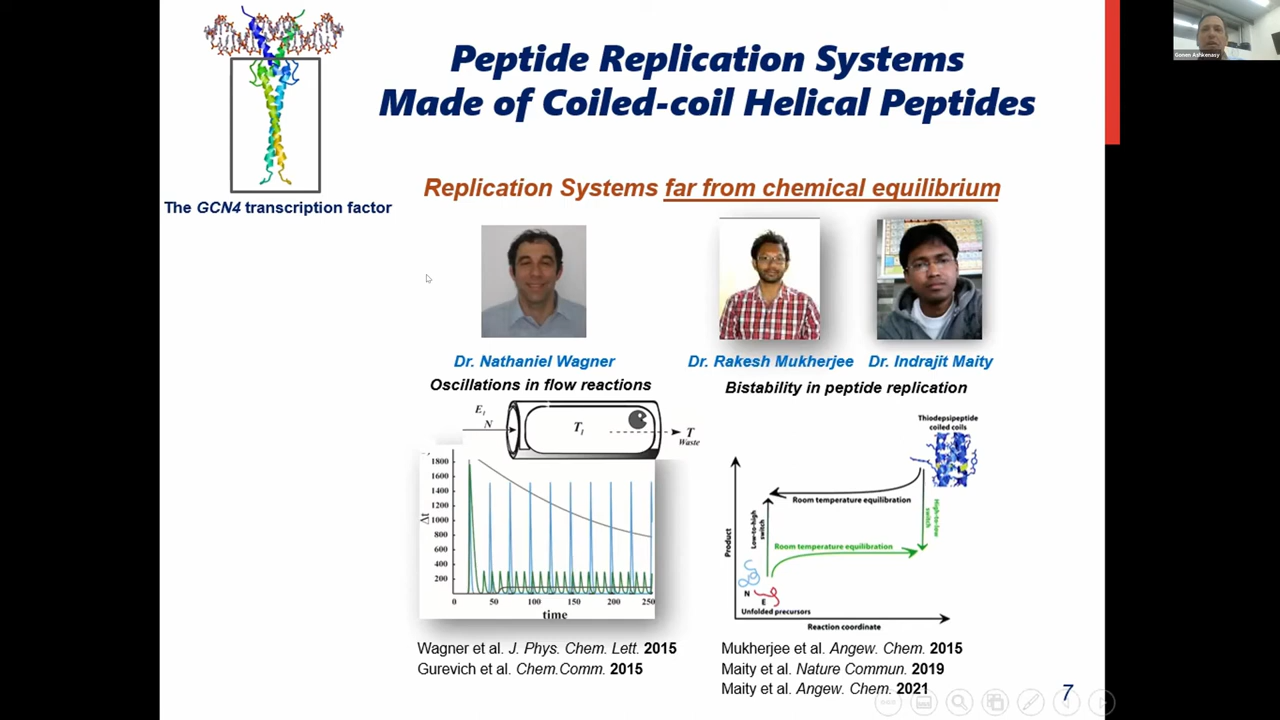 Gonen Ashkenasy
Peptide Replication Systems
Made of Coiled-coil Helical Peptides
The GCN4 transcription factor
Replication Systems far from chemical equilibrium
Dr. Nathaniel Wagner
Oscillations in flow reactions
Dr. Rakesh Mukherjee
Dr. Indrajit Maity
Bistability in peptide replication
E1
N
T1
T
Waste
Δt
1800
1600
1400
1200
1000
800
600
400
200
0
50
100
150
200
250
time
Thiodepsipeptide
coiled coils
Room temperature equilibration
Low-to-high
switch
High-to-low
switch
Room temperature equilibration
Product
N
E
Unfolded precursors
Reaction coordinate
Wagner et al. J. Phys. Chem. Lett. 2015
Gurevich et al. Chem.Comm. 2015
Mukherjee et al. Angew. Chem. 2015
Maity et al. Nature Commun. 2019
Maity et al. Angew. Chem. 2021
7